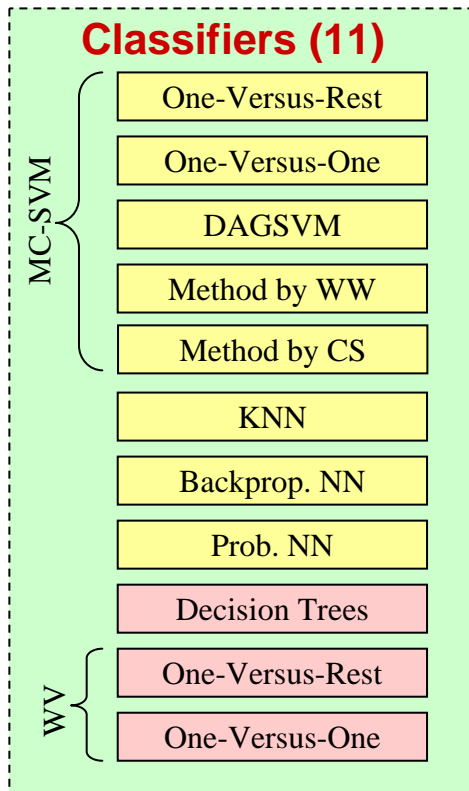 Classifiers (11)
MC-SVM
One-Versus-Rest
One-Versus-One
DAGSVM
Method by WW
Method by CS
KNN
Backprop. NN
Prob. NN
Decision Trees
WV
One-Versus-Rest
One-Versus-One